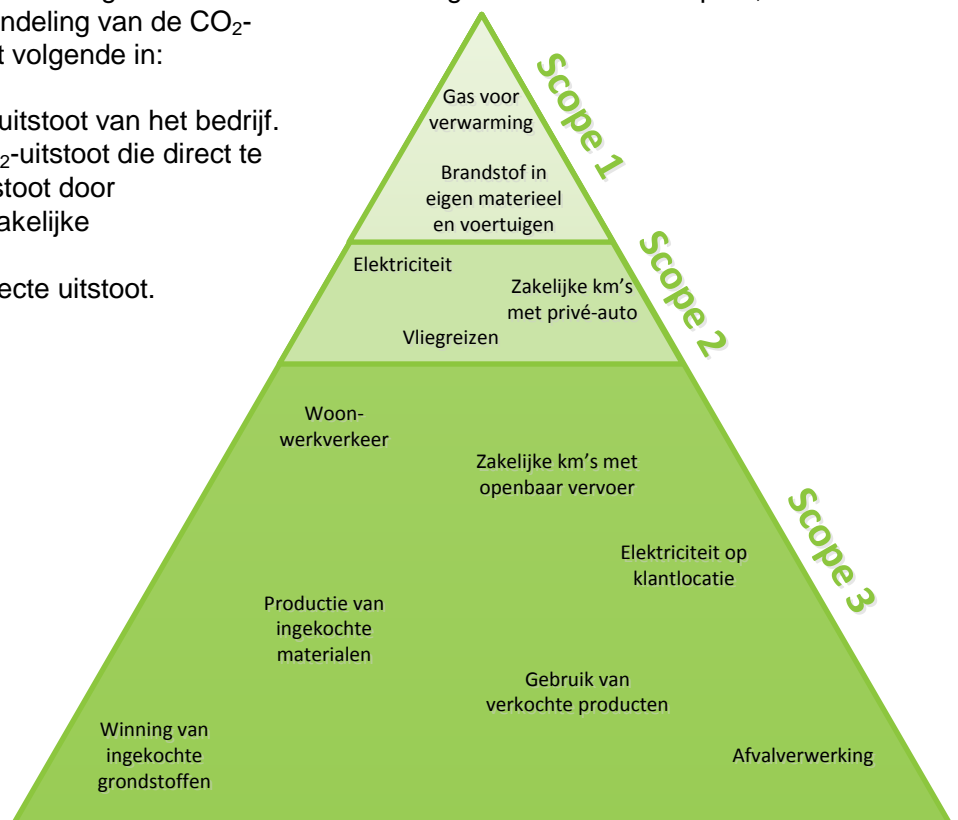 ndeling van de CO₂-
t volgende in:
uitstoot van het bedrijf.
₂-uitstoot die direct te
stoot door
akelijke
ecte uitstoot.
Scope 1
Gas voor
verwarming
Brandstof in
eigen materieel
en voertuigen
Scope 2
Elektriciteit
Zakelijke km's
met privé-auto
Vliegreizen
Scope 3
Woon-
werkverkeer
Zakelijke km's met
openbaar vervoer
Elektriciteit op
klantlocatie
Productie van
ingekochte
materialen
Gebruik van
verkochte producten
Winning van
ingekochte
grondstoffen
Afvalverwerking